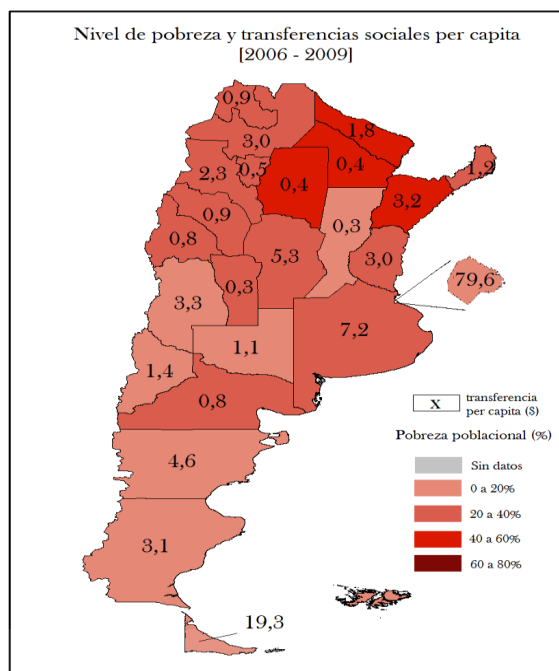 Nivel de pobreza y transferencias sociales per capita
[2006 - 2009]
0,9
1,8
3,0
0,4
1,2
2,3
0,5
0,4
3,2
0,9
0,3
0,8
5,3
3,0
79,6
0,3
3,3
7,2
1,1
1,4
0,8
X transferencia
per capita ($)
Pobreza poblacional (%)
4,6
Sin datos
0 a 20%
20 a 40%
3,1
40 a 60%
60 a 80%
19,3